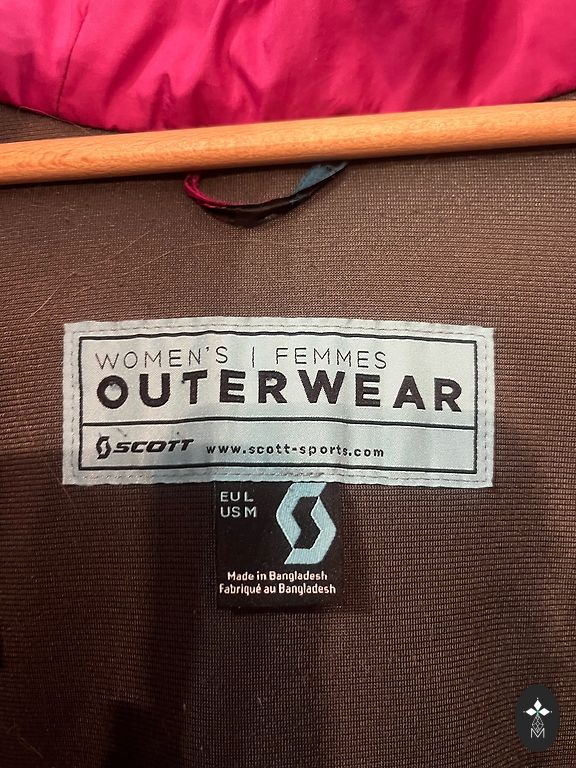 WOMEN'S | FEMMES
OUTERWEAR
SCOTT www.scott-sports.com
EU L
US M
Made in Bangladesh
Fabriqué au Bangladesh
M